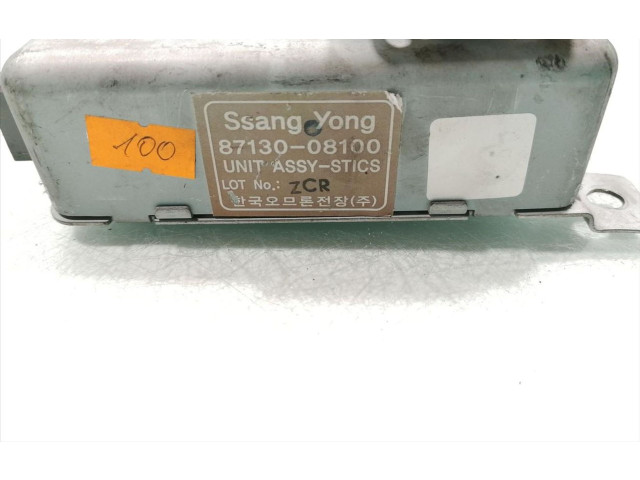 100
Ssang Yong
87130-08100
UNIT ASSY-STICS
LOT No.: ZCR
한국오므론전장(주)